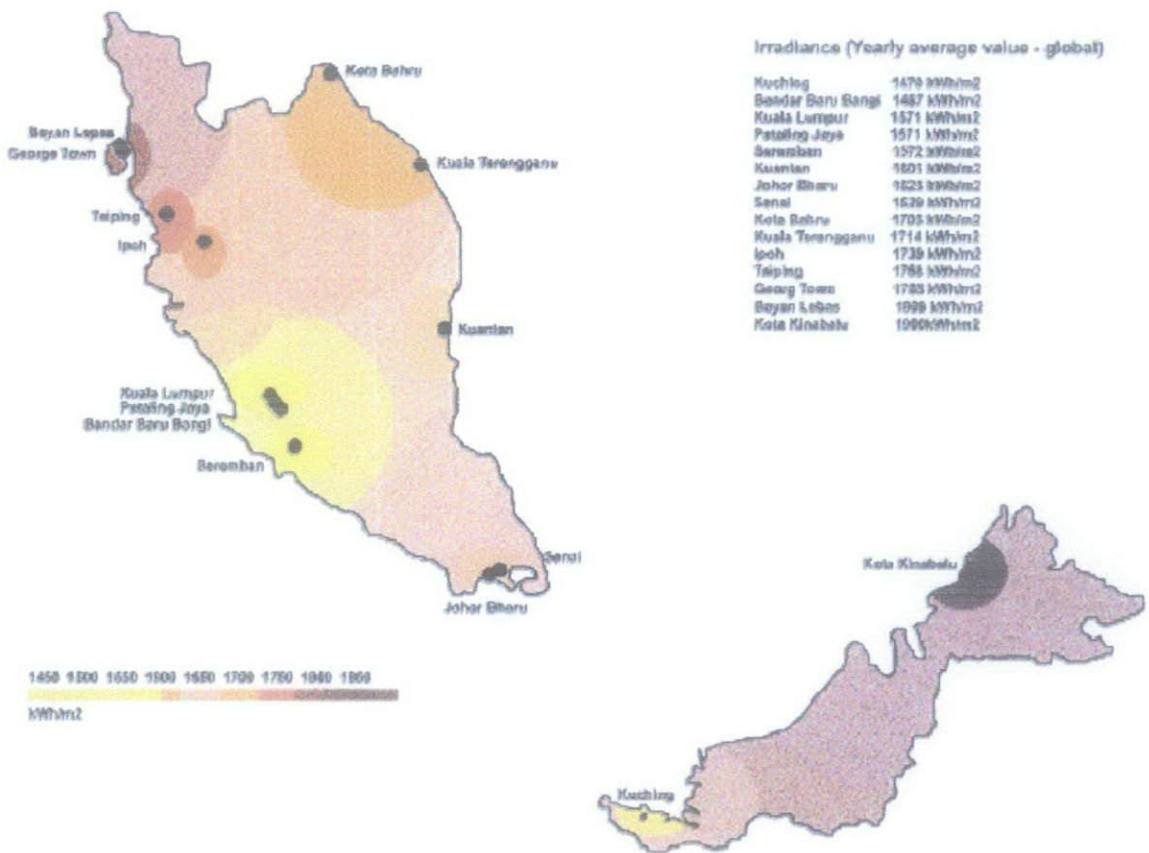 Kota Bahru
Bayan Lepas
George Town
Kuala Terengganu
Taiping
Ipoh
Kuantan
Kuala Lumpur
Petaling Jaya
Bandar Baru Bangi
Seremban
Senai
Johor Bharu
Irradiance (Yearly average value - global)
Kuching 1470 kWh/m2
Bandar Baru Bangi 1487 kWh/m2
Kuala Lumpur 1571 kWh/m2
Petaling Jaya 1571 kWh/m2
Seremban 1572 kWh/m2
Kuantan 1601 kWh/m2
Johor Bharu 1625 kWh/m2
Senai 1629 kWh/m2
Kota Bahru 1705 kWh/m2
Kuala Terengganu 1714 kWh/m2
Ipoh 1739 kWh/m2
Taiping 1768 kWh/m2
Georg Town 1785 kWh/m2
Bayan Lebas kWh/m2
Kota Kinabalu 1900kWh/m2
1450 1500 1550 1600 1650 1700 1750 1900
kWh/m2
Kota Kinabalu
Kuching